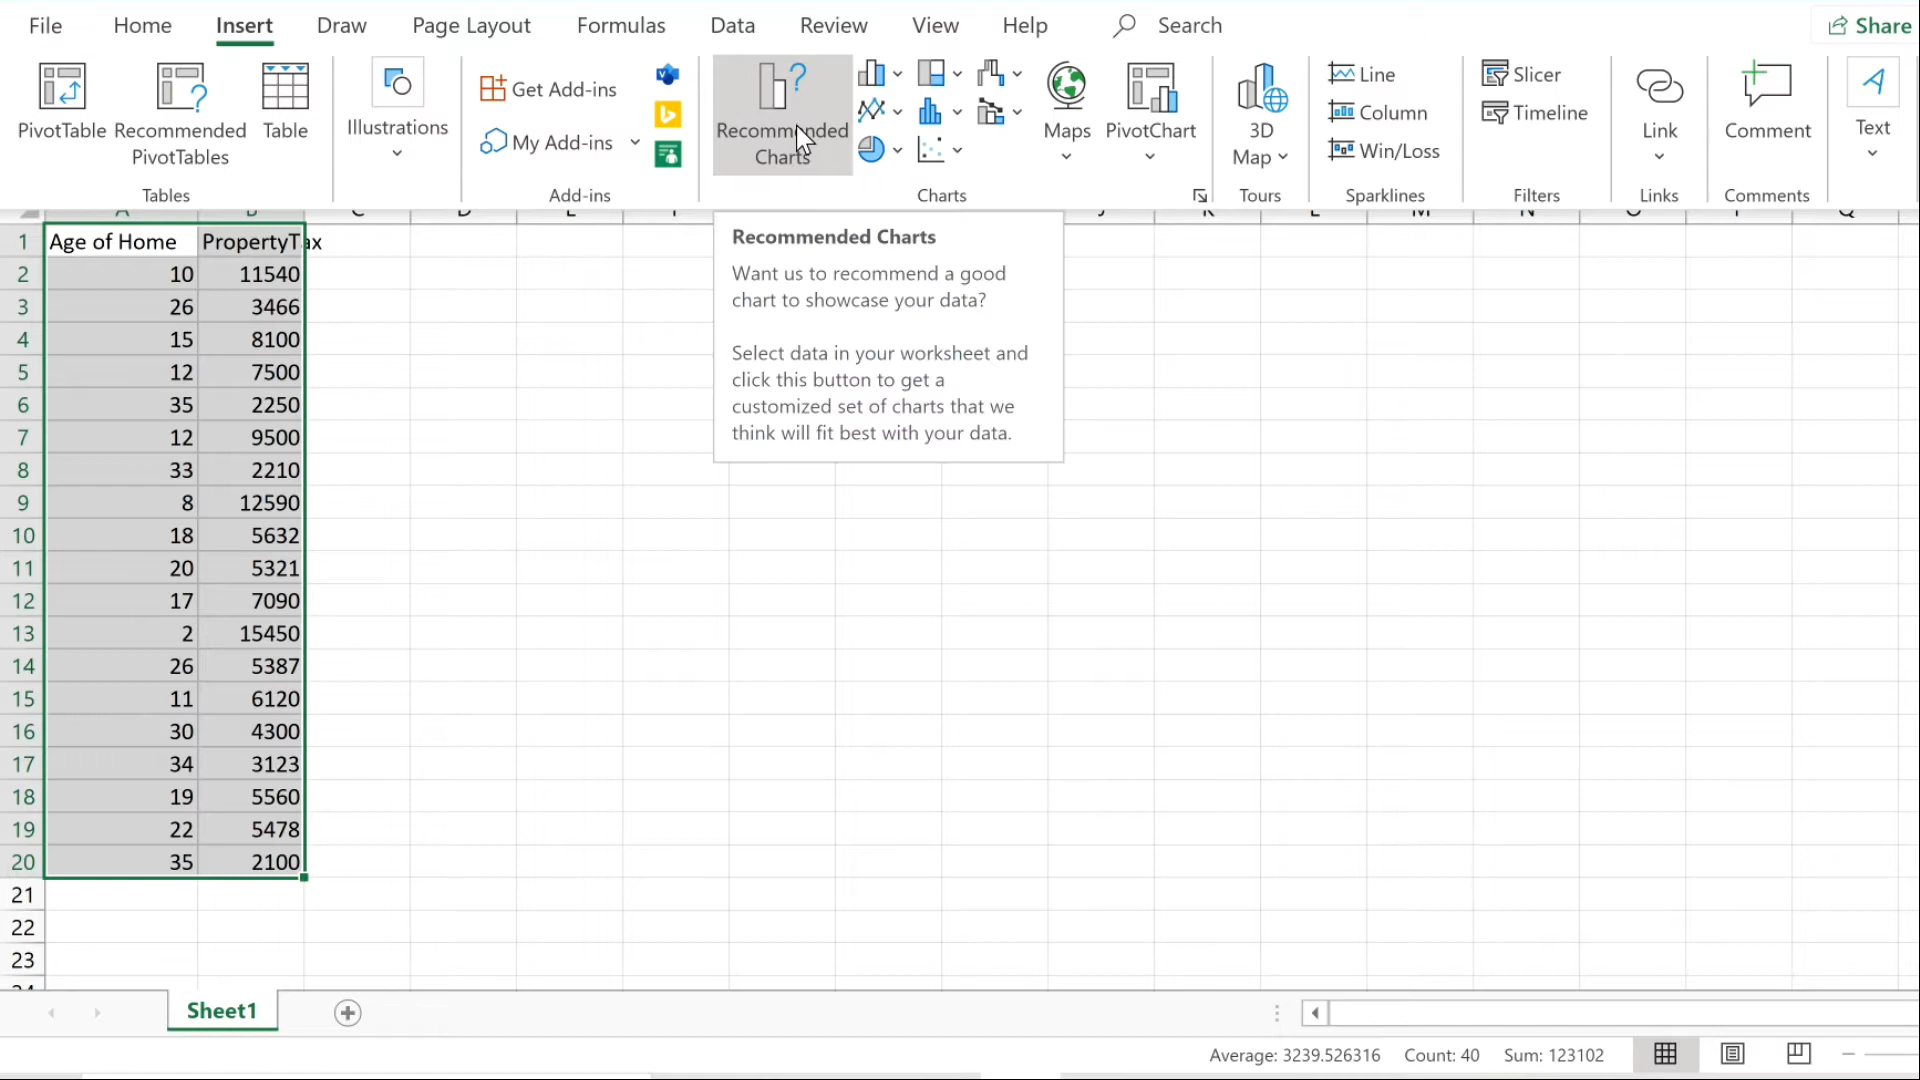 File Home Insert Draw Page Layout Formulas Data Review View Help Search Share
PivotTable
Recommended
PivotTables
Table
Tables
Illustrations
Get Add-ins
My Add-ins
Add-ins
Recommended
Charts
Maps
PivotChart
Charts
3D
Map
Tours
Line
Column
Win/Loss
Sparklines
Slicer
Timeline
Filters
Link
Links
Comment
Comments
Text
Recommended Charts
Want us to recommend a good
chart to showcase your data?
Select data in your worksheet and
click this button to get a
customized set of charts that we
think will fit best with your data.
1 Age of Home PropertyTax
2 10 11540
3 26 3466
4 15 8100
5 12 7500
6 35 2250
7 12 9500
8 33 2210
9 8 12590
10 18 5632
11 20 5321
12 17 7090
13 2 15450
14 26 5387
15 11 6120
16 30 4300
17 34 3123
18 19 5560
19 22 5478
20 35 2100
21
22
23
Sheet1
Average: 3239.526316 Count: 40 Sum: 123102